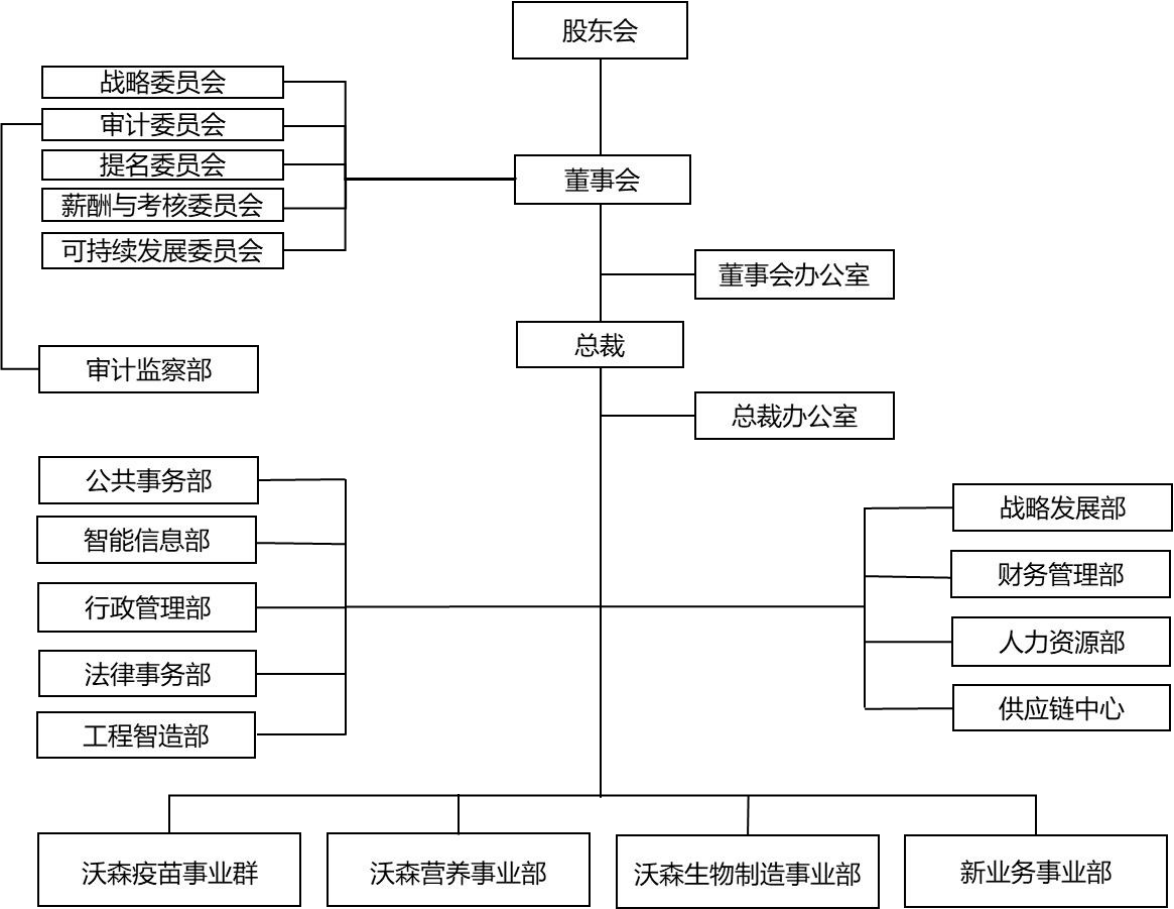 股东会
战略委员会
审计委员会
提名委员会
薪酬与考核委员会
可持续发展委员会
董事会
董事会办公室
总裁
审计监察部
总裁办公室
公共事务部
智能信息部
行政管理部
法律事务部
工程智造部
战略发展部
财务管理部
人力资源部
供应链中心
沃森疫苗事业群
沃森营养事业部
沃森生物制造事业部
新业务事业部